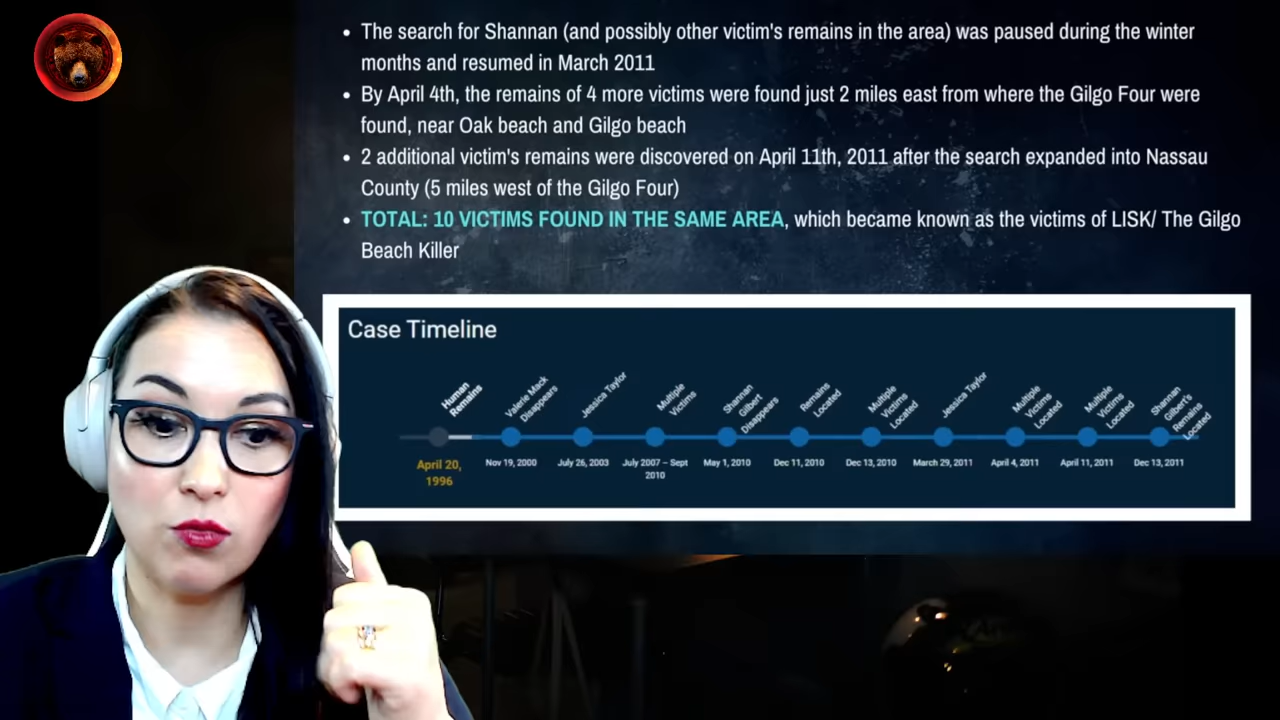 • The search for Shannan (and possibly other victim's remains in the area) was paused during the winter
months and resumed in March 2011
• By April 4th, the remains of 4 more victims were found just 2 miles east from where the Gilgo Four were
found, near Oak beach and Gilgo beach
• 2 additional victim's remains were discovered on April 11th, 2011 after the search expanded into Nassau
County (5 miles west of the Gilgo Four)
• TOTAL: 10 VICTIMS FOUND IN THE SAME AREA, which became known as the victims of LISK/ The Gilgo
Beach Killer
Case Timeline
Human
Remains
April 20,
1996
Valerie Mack
Disappears
Nov 19, 2000
Jessica Taylor
July 26, 2003
Multiple
Victims
July 2007 – Sept
2010
Shannan
Gilbert
Disappears
May 1, 2010
Remains
Located
Dec 11, 2010
Multiple
Victims
Located
Dec 13, 2010
Jessica Taylor
March 29, 2011
Multiple
Victims
Located
April 4, 2011
Multiple
Victims
Located
April 11, 2011
Shannan
Gilbert's
Remains
Located
Dec 13, 2011